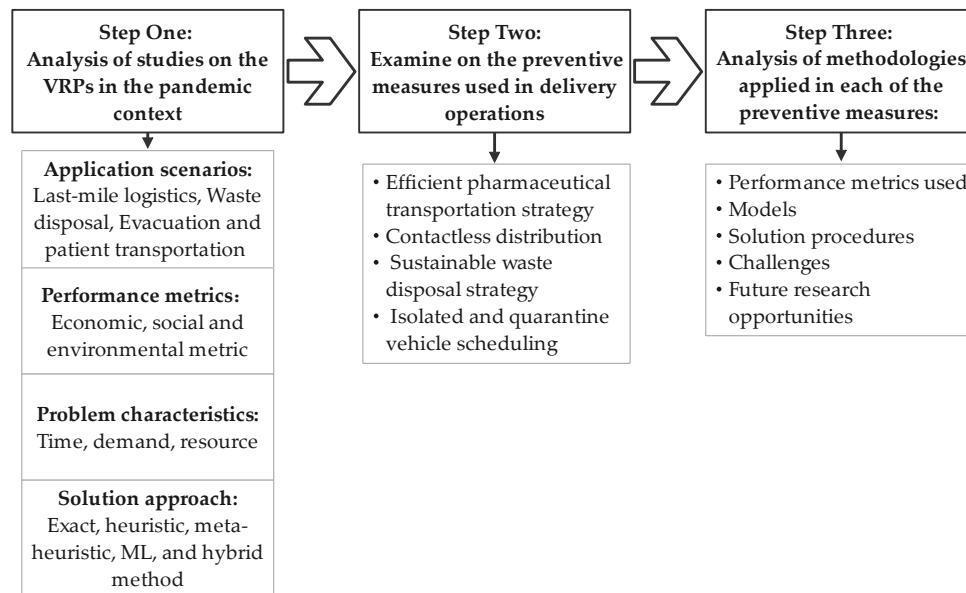 Step One:
Analysis of studies on the
VRPs in the pandemic
context
Application scenarios:
Last-mile logistics, Waste
disposal, Evacuation and
patient transportation
Performance metrics:
Economic, social and
environmental metric
Problem characteristics:
Time, demand, resource
Solution approach:
Exact, heuristic, meta-
heuristic, ML, and hybrid
method
Step Two:
Examine on the preventive
measures used in delivery
operations
• Efficient pharmaceutical
transportation strategy
• Contactless distribution
• Sustainable waste
disposal strategy
• Isolated and quarantine
vehicle scheduling
Step Three:
Analysis of methodologies
applied in each of the
preventive measures:
• Performance metrics used
• Models
• Solution procedures
• Challenges
• Future research
opportunities